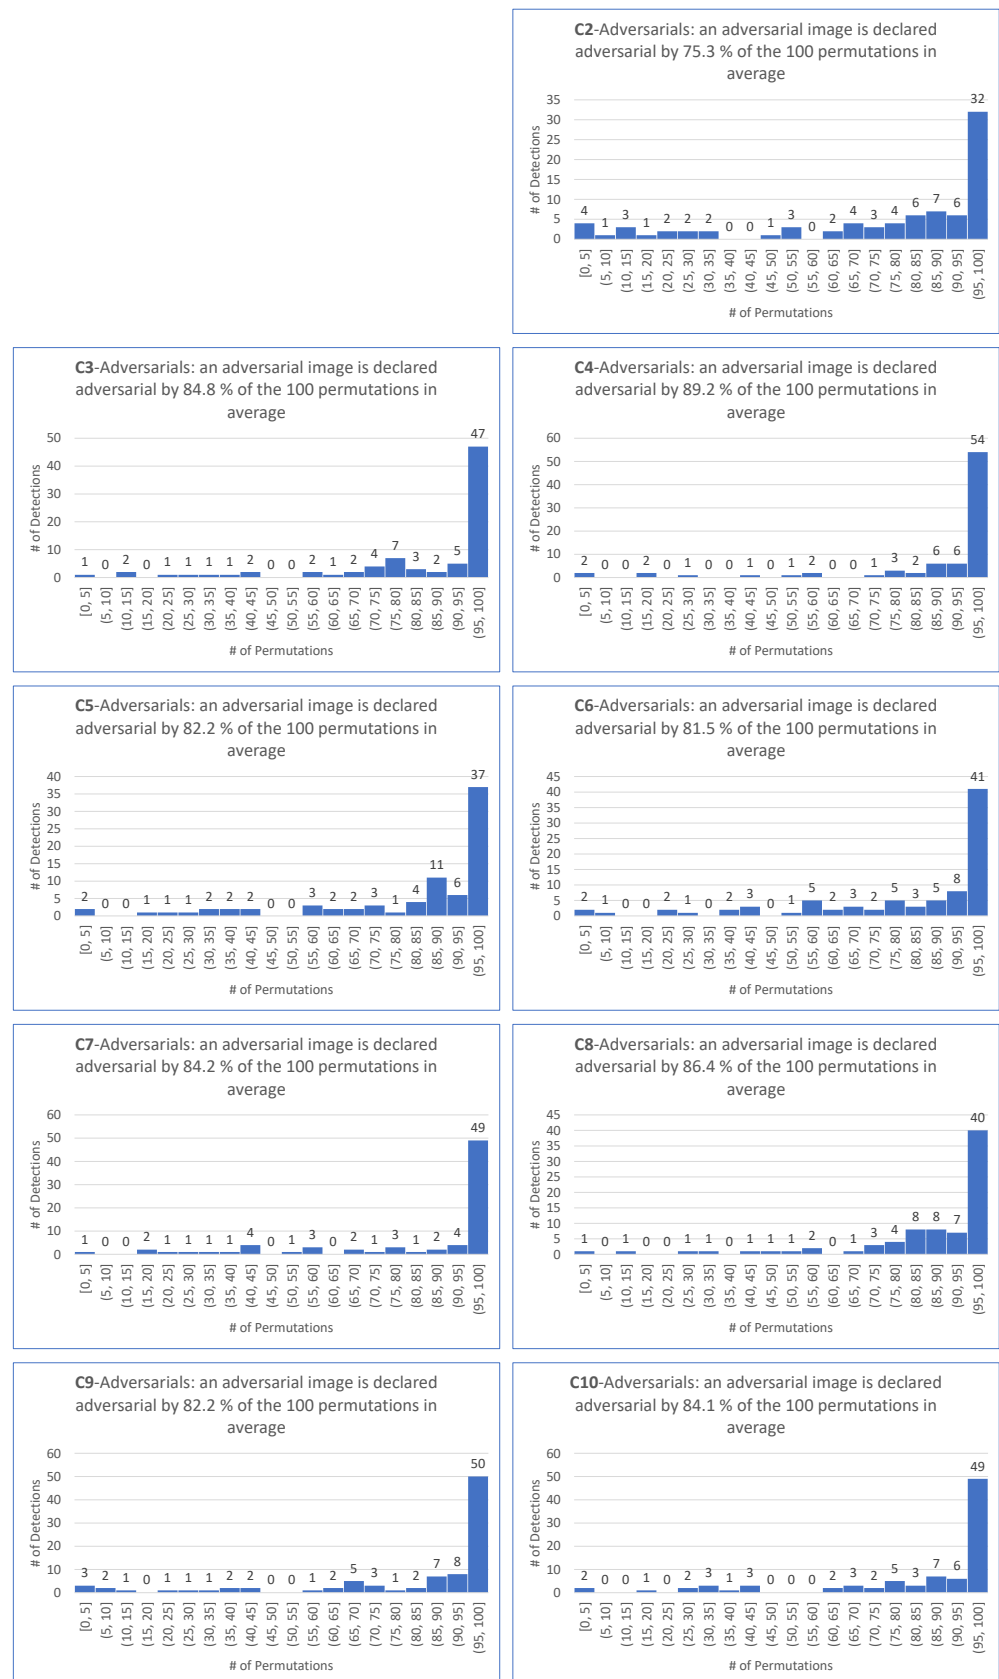 C2-Adversarials: an adversarial image is declared
adversarial by 75.3 % of the 100 permutations in
average
# of Detections
35
30
25
20
15
10
5
0
4 1 3 1 2 2 2 0 0 1 3 0 2 4 3 4 6 7 6 32
[0, 5] (5, 10] (10, 15] (15, 20] (20, 25] (25, 30] (30, 35] (35, 40] (40, 45] (45, 50] (50, 55] (55, 60] (60, 65] (65, 70] (70, 75] (75, 80] (80, 85] (85, 90] (90, 95] (95, 100]
# of Permutations
C3-Adversarials: an adversarial image is declared
adversarial by 84.8 % of the 100 permutations in
average
# of Detections
50
40
30
20
10
0
1 0 2 0 1 1 1 1 2 0 0 2 1 2 4 7 3 2 5 47
[0, 5] (5, 10] (10, 15] (15, 20] (20, 25] (25, 30] (30, 35] (35, 40] (40, 45] (45, 50] (50, 55] (55, 60] (60, 65] (65, 70] (70, 75] (75, 80] (80, 85] (85, 90] (90, 95] (95, 100]
# of Permutations
C4-Adversarials: an adversarial image is declared
adversarial by 89.2 % of the 100 permutations in
average
# of Detections
60
50
40
30
20
10
0
2 0 0 2 0 1 0 0 1 0 1 2 0 0 1 3 2 6 6 54
[0, 5] (5, 10] (10, 15] (15, 20] (20, 25] (25, 30] (30, 35] (35, 40] (40, 45] (45, 50] (50, 55] (55, 60] (60, 65] (65, 70] (70, 75] (75, 80] (80, 85] (85, 90] (90, 95] (95, 100]
# of Permutations
C5-Adversarials: an adversarial image is declared
adversarial by 82.2 % of the 100 permutations in
average
# of Detections
40
35
30
25
20
15
10
5
0
2 0 0 1 1 1 2 2 2 0 0 3 2 2 3 1 4 11 6 37
[0, 5] (5, 10] (10, 15] (15, 20] (20, 25] (25, 30] (30, 35] (35, 40] (40, 45] (45, 50] (50, 55] (55, 60] (60, 65] (65, 70] (70, 75] (75, 80] (80, 85] (85, 90] (90, 95] (95, 100]
# of Permutations
C6-Adversarials: an adversarial image is declared
adversarial by 81.5 % of the 100 permutations in
average
# of Detections
45
40
35
30
25
20
15
10
5
0
2 1 0 0 2 1 0 2 3 0 1 5 2 3 2 5 3 5 8 41
[0, 5] (5, 10] (10, 15] (15, 20] (20, 25] (25, 30] (30, 35] (35, 40] (40, 45] (45, 50] (50, 55] (55, 60] (60, 65] (65, 70] (70, 75] (75, 80] (80, 85] (85, 90] (90, 95] (95, 100]
# of Permutations
C7-Adversarials: an adversarial image is declared
adversarial by 84.2 % of the 100 permutations in
average
# of Detections
60
50
40
30
20
10
0
1 0 0 2 1 1 1 1 4 0 1 3 0 2 1 3 1 2 4 49
[0, 5] (5, 10] (10, 15] (15, 20] (20, 25] (25, 30] (30, 35] (35, 40] (40, 45] (45, 50] (50, 55] (55, 60] (60, 65] (65, 70] (70, 75] (75, 80] (80, 85] (85, 90] (90, 95] (95, 100]
# of Permutations
C8-Adversarials: an adversarial image is declared
adversarial by 86.4 % of the 100 permutations in
average
# of Detections
45
40
35
30
25
20
15
10
5
0
1 0 1 0 0 1 1 0 1 1 1 2 0 1 3 4 8 8 7 40
[0, 5] (5, 10] (10, 15] (15, 20] (20, 25] (25, 30] (30, 35] (35, 40] (40, 45] (45, 50] (50, 55] (55, 60] (60, 65] (65, 70] (70, 75] (75, 80] (80, 85] (85, 90] (90, 95] (95, 100]
# of Permutations
C9-Adversarials: an adversarial image is declared
adversarial by 82.2 % of the 100 permutations in
average
# of Detections
60
50
40
30
20
10
0
3 2 1 0 1 1 1 2 2 0 0 1 2 5 3 1 2 7 8 50
[0, 5] (5, 10] (10, 15] (15, 20] (20, 25] (25, 30] (30, 35] (35, 40] (40, 45] (45, 50] (50, 55] (55, 60] (60, 65] (65, 70] (70, 75] (75, 80] (80, 85] (85, 90] (90, 95] (95, 100]
# of Permutations
C10-Adversarials: an adversarial image is declared
adversarial by 84.1 % of the 100 permutations in
average
# of Detections
60
50
40
30
20
10
0
2 0 0 1 0 2 3 1 3 0 0 0 2 3 2 5 3 7 6 49
[0, 5] (5, 10] (10, 15] (15, 20] (20, 25] (25, 30] (30, 35] (35, 40] (40, 45] (45, 50] (50, 55] (55, 60] (60, 65] (65, 70] (70, 75] (75, 80] (80, 85] (85, 90] (90, 95] (95, 100]
# of Permutations